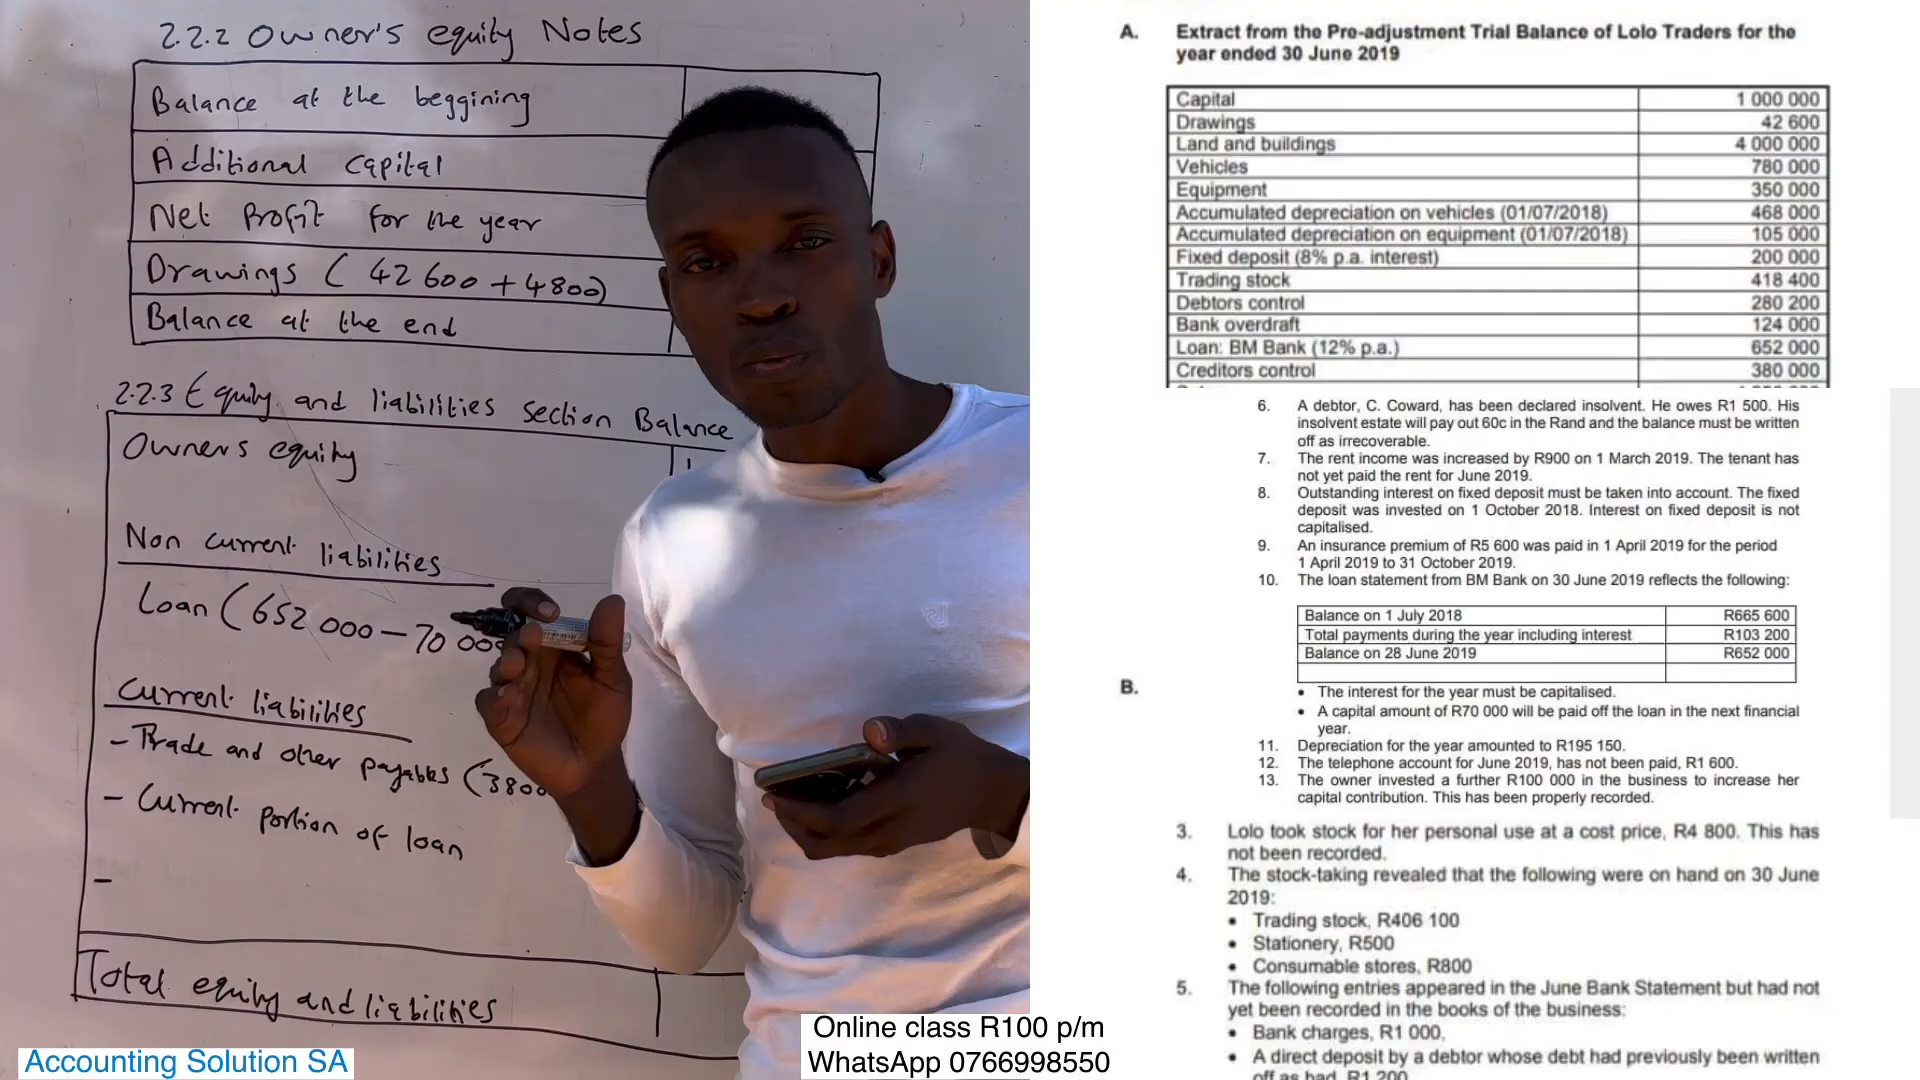 2.2.2 Owner's equity Notes
Balance at the beggining
Additional capital
Net Profit for the year
Drawings ( 42 600 + 4800)
Balance at the end
2.2.3 Equity and liabilities section Balance
Owners equity
Non current liabilities
Loan (652 000 – 70 000
Current liabilities
- Trade and other payables (3800
- Current portion of loan
-
Total equity and liabilities
Accounting Solution SA
Online class R100 p/m
WhatsApp 0766998550
A. Extract from the Pre-adjustment Trial Balance of Lolo Traders for the
year ended 30 June 2019
Capital 1 000 000
Drawings 42 600
Land and buildings 4 000 000
Vehicles 780 000
Equipment 350 000
Accumulated depreciation on vehicles (01/07/2018) 468 000
Accumulated depreciation on equipment (01/07/2018) 105 000
Fixed deposit (8% p.a. interest) 200 000
Trading stock 418 400
Debtors control 280 200
Bank overdraft 124 000
Loan: BM Bank (12% p.a.) 652 000
Creditors control 380 000
6. A debtor, C. Coward, has been declared insolvent. He owes R1 500. His
insolvent estate will pay out 60c in the Rand and the balance must be written
off as irrecoverable.
7. The rent income was increased by R900 on 1 March 2019. The tenant has
not yet paid the rent for June 2019.
8. Outstanding interest on fixed deposit must be taken into account. The fixed
deposit was invested on 1 October 2018. Interest on fixed deposit is not
capitalised.
9. An insurance premium of R5 600 was paid in 1 April 2019 for the period
1 April 2019 to 31 October 2019.
10. The loan statement from BM Bank on 30 June 2019 reflects the following:
Balance on 1 July 2018 R665 600
Total payments during the year including interest R103 200
Balance on 28 June 2019 R652 000
B.
• The interest for the year must be capitalised.
• A capital amount of R70 000 will be paid off the loan in the next financial
year.
11. Depreciation for the year amounted to R195 150.
12. The telephone account for June 2019, has not been paid, R1 600.
13. The owner invested a further R100 000 in the business to increase her
capital contribution. This has been properly recorded.
3. Lolo took stock for her personal use at a cost price, R4 800. This has
not been recorded.
4. The stock-taking revealed that the following were on hand on 30 June
2019:
• Trading stock, R406 100
• Stationery, R500
• Consumable stores, R800
5. The following entries appeared in the June Bank Statement but had not
yet been recorded in the books of the business:
• Bank charges, R1 000,
• A direct deposit by a debtor whose debt had previously been written
off as bad, R1 200